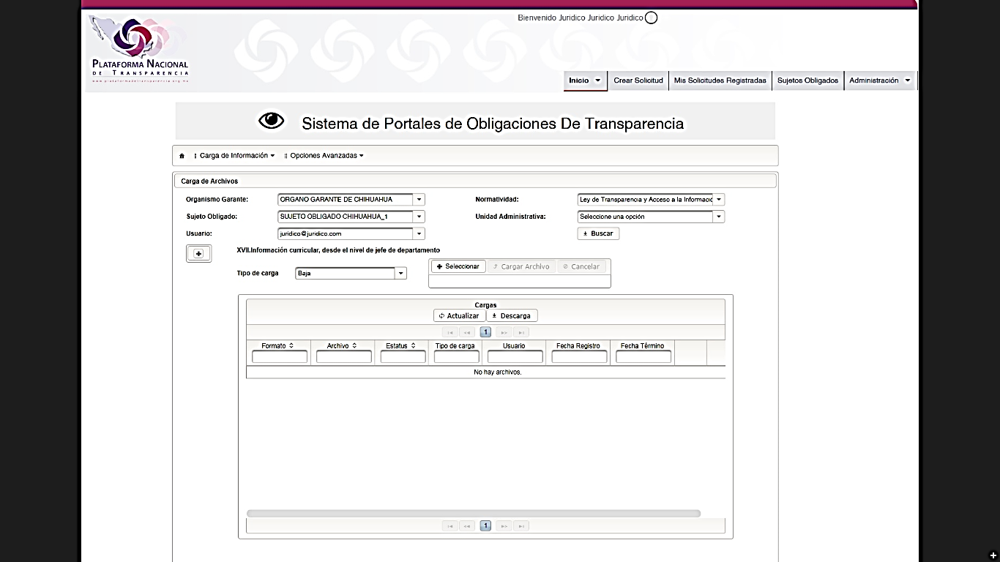 Bienvenido Juridico Juridico Juridico
PLATAFORMA NACIONAL
DE TRANSPARENCIA
www.plataformadetransparencia.org.mx
Inicio Crear Solicitud Mis Solicitudes Registradas Sujetos Obligados Administración
Sistema de Portales de Obligaciones De Transparencia
Carga de Información Opciones Avanzadas
Carga de Archivos
Organismo Garante: ORGANO GARANTE DE CHIHUAHUA Normatividad: Ley de Transparencia y Acceso a la Informació
Sujeto Obligado: SUJETO OBLIGADO CHIHUAHUA_1 Unidad Administrativa: Seleccione una opción
Usuario: juridico@juridico.com Buscar
XVII.Información curricular, desde el nivel de jefe de departamento
Tipo de carga Baja Seleccionar Cargar Archivo Cancelar
Cargas
Actualizar Descarga
1
Formato Archivo Estatus Tipo de carga Usuario Fecha Registro Fecha Término
No hay archivos.
1